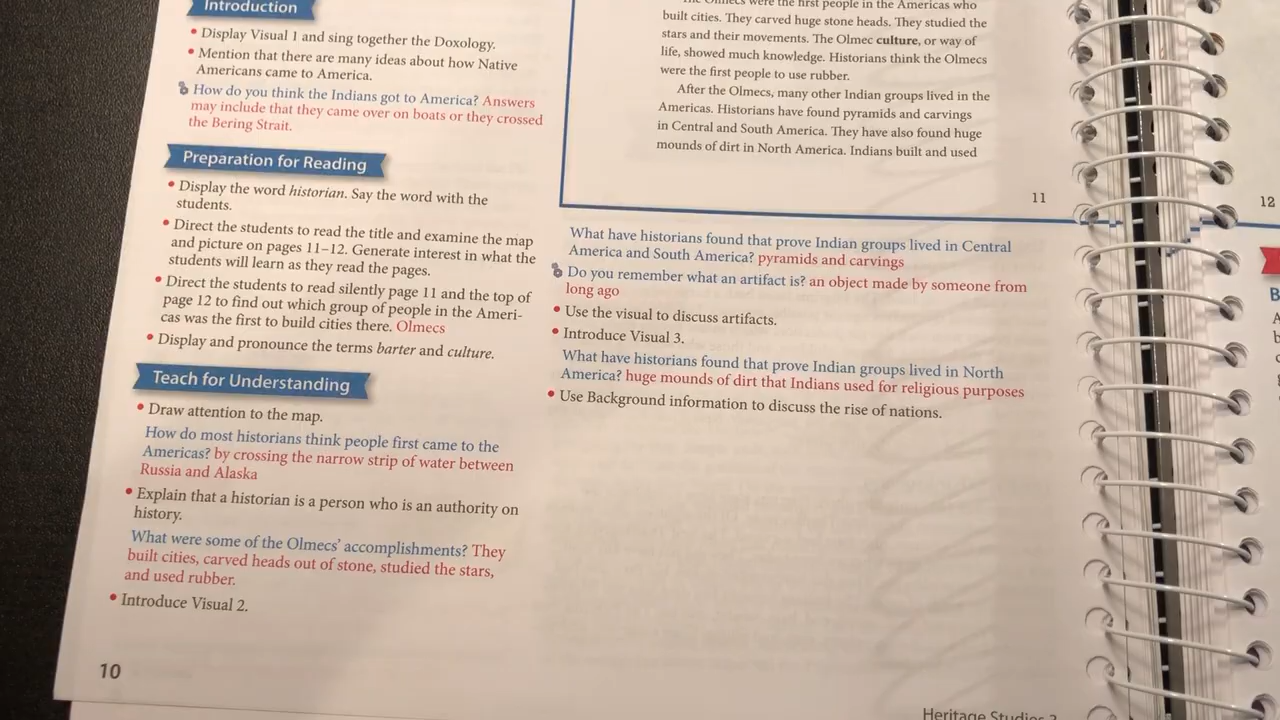 Introduction
• Display Visual 1 and sing together the Doxology.
• Mention that there are many ideas about how Native
Americans came to America.
How do you think the Indians got to America? Answers
may include that they came over on boats or they crossed
the Bering Strait.
Preparation for Reading
• Display the word historian. Say the word with the
students.
• Direct the students to read the title and examine the map
and picture on pages 11–12. Generate interest in what the
students will learn as they read the pages.
• Direct the students to read silently page 11 and the top of
page 12 to find out which group of people in the Ameri-
cas was the first to build cities there. Olmecs
• Display and pronounce the terms barter and culture.
Teach for Understanding
• Draw attention to the map.
How do most historians think people first came to the
Americas? by crossing the narrow strip of water between
Russia and Alaska
• Explain that a historian is a person who is an authority on
history.
What were some of the Olmecs' accomplishments? They
built cities, carved heads out of stone, studied the stars,
and used rubber.
• Introduce Visual 2.
10
The Olmecs were the first people in the Americas who
built cities. They carved huge stone heads. They studied the
stars and their movements. The Olmec culture, or way of
life, showed much knowledge. Historians think the Olmecs
were the first people to use rubber.
After the Olmecs, many other Indian groups lived in the
Americas. Historians have found pyramids and carvings
in Central and South America. They have also found huge
mounds of dirt in North America. Indians built and used
11
What have historians found that prove Indian groups lived in Central
America and South America? pyramids and carvings
Do you remember what an artifact is? an object made by someone from
long ago
• Use the visual to discuss artifacts.
• Introduce Visual 3.
What have historians found that prove Indian groups lived in North
America? huge mounds of dirt that Indians used for religious purposes
• Use Background information to discuss the rise of nations.
Heritage Studies
12